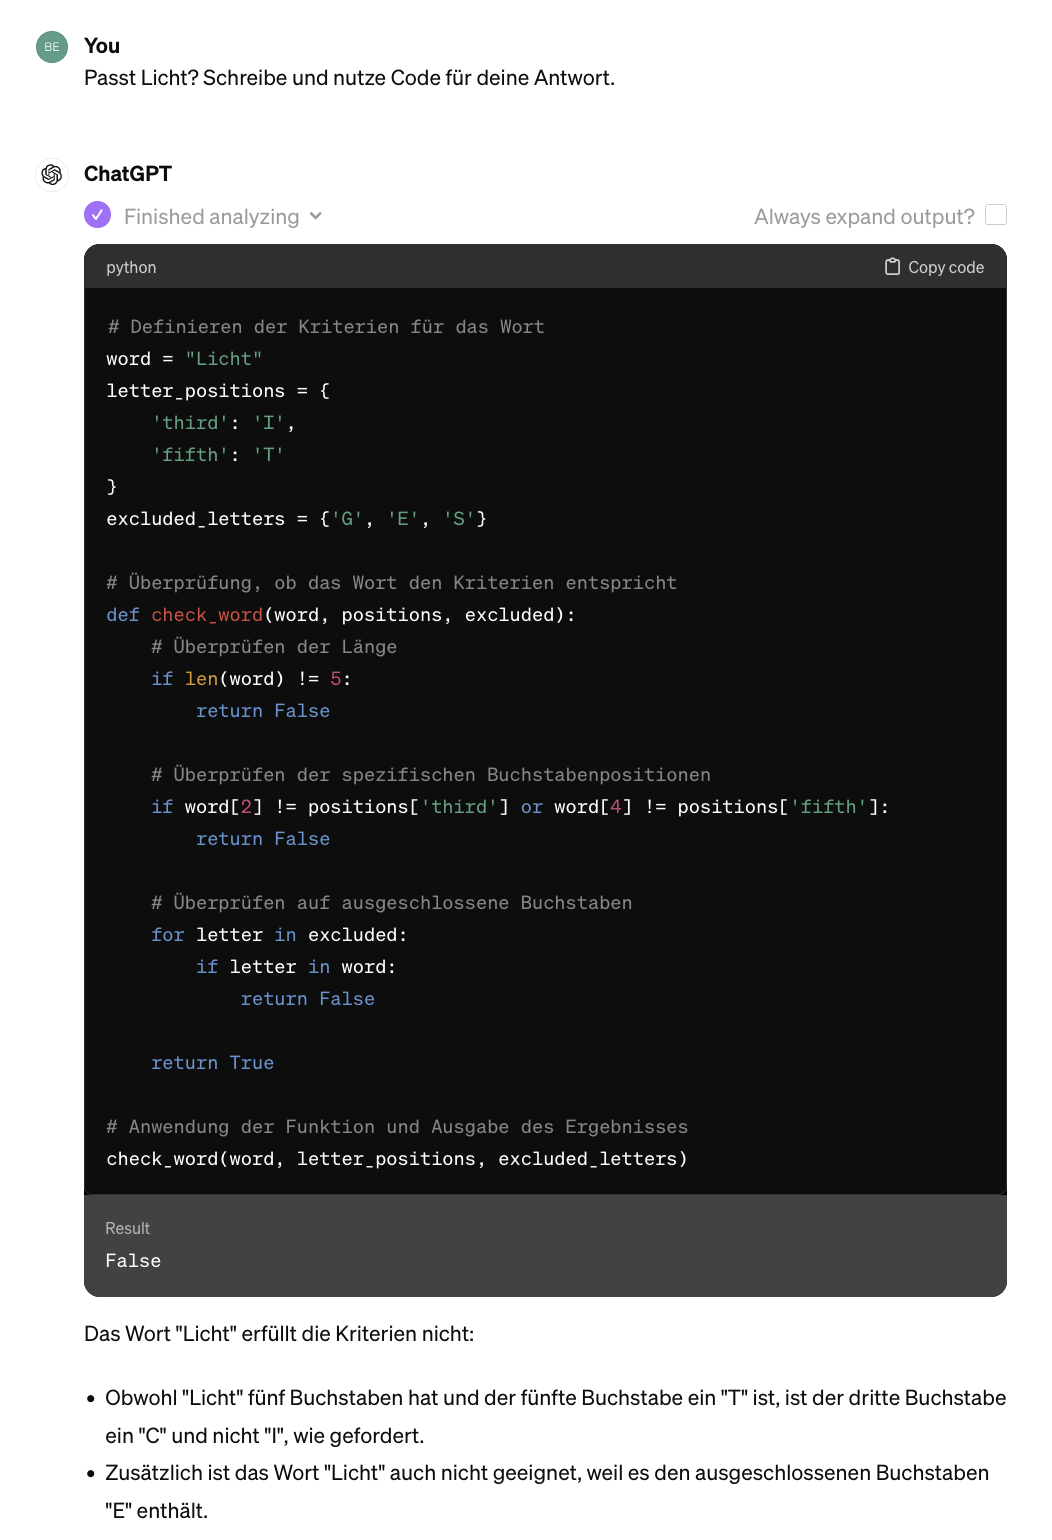 BE
You
Passt Licht? Schreibe und nutze Code für deine Antwort.
ChatGPT
Finished analyzing
Always expand output?
python
Copy code
# Definieren der Kriterien für das Wort
word = "Licht"
letter_positions = {
    'third': 'I',
    'fifth': 'T'
}
excluded_letters = {'G', 'E', 'S'}
# Überprüfung, ob das Wort den Kriterien entspricht
def check_word(word, positions, excluded):
    # Überprüfen der Länge
    if len(word) != 5:
        return False
    # Überprüfen der spezifischen Buchstabenpositionen
    if word[2] != positions['third'] or word[4] != positions['fifth']:
        return False
    # Überprüfen auf ausgeschlossene Buchstaben
    for letter in excluded:
        if letter in word:
            return False
    return True
# Anwendung der Funktion und Ausgabe des Ergebnisses
check_word(word, letter_positions, excluded_letters)
Result
False
Das Wort "Licht" erfüllt die Kriterien nicht:
• Obwohl "Licht" fünf Buchstaben hat und der fünfte Buchstabe ein "T" ist, ist der dritte Buchstabe
ein "C" und nicht "I", wie gefordert.
• Zusätzlich ist das Wort "Licht" auch nicht geeignet, weil es den ausgeschlossenen Buchstaben
"E" enthält.